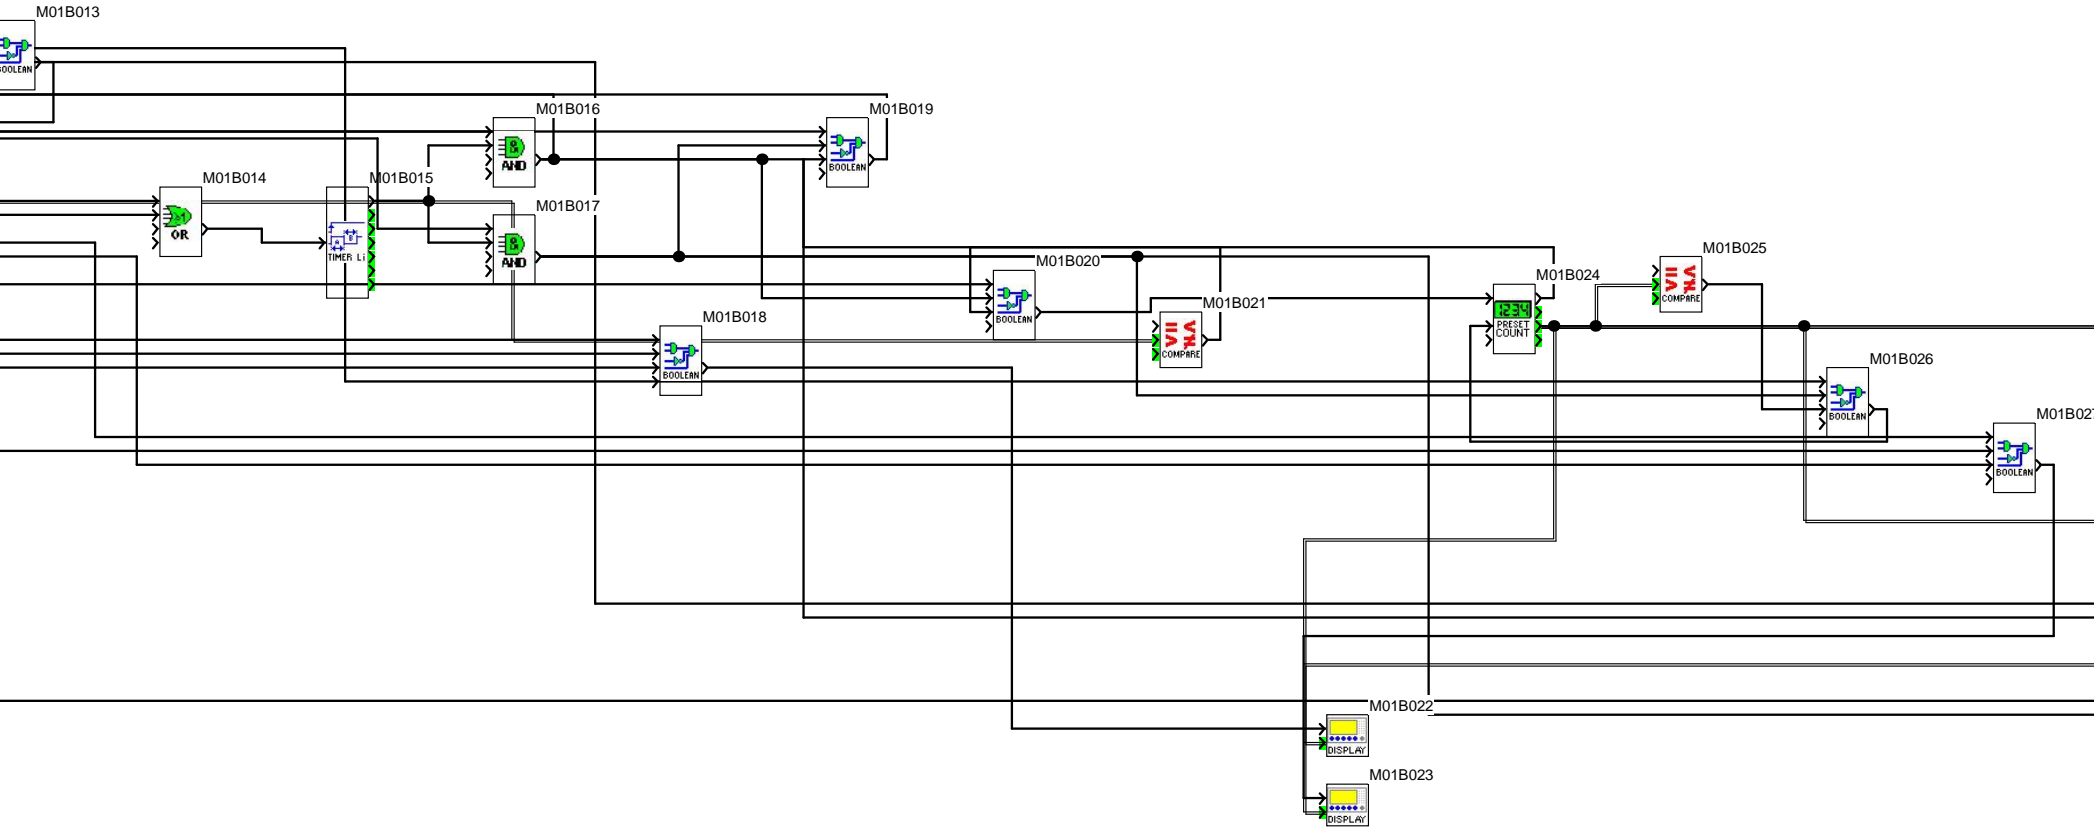 M01B013
BOOLEAN
M01B016
AND
M01B019
BOOLEAN
M01B014
OR
M01B015
TIMER Li
M01B017
AND
M01B020
BOOLEAN
M01B018
BOOLEAN
M01B021
COMPARE
M01B024
1234
PRESET
COUNT
M01B025
COMPARE
M01B026
BOOLEAN
M01B027
BOOLEAN
M01B022
DISPLAY
M01B023
DISPLAY